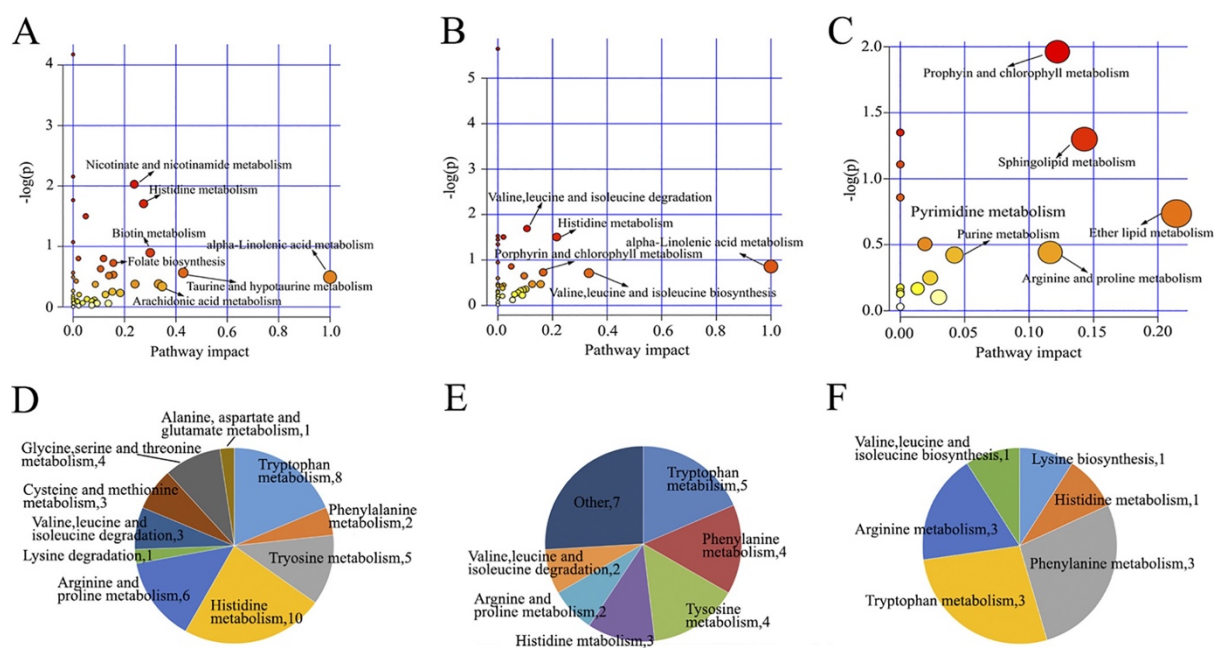 A
4
3
2
1
0
-log(p)
Nicotinate and nicotinamide metabolism
Histidine metabolism
Biotin metabolism
alpha-Linolenic acid metabolism
Folate biosynthesis
Taurine and hypotaurine metabolism
Arachidonic acid metabolism
0.0 0.2 0.4 0.6 0.8 1.0
Pathway impact
B
5
4
3
2
1
0
-log(p)
Valine,leucine and isoleucine degradation
Histidine metabolism
alpha-Linolenic acid metabolism
Porphyrin and chlorophyll metabolism
Valine,leucine and isoleucine biosynthesis
0.0 0.2 0.4 0.6 0.8 1.0
Pathway impact
C
2.0
1.5
1.0
0.5
0.0
-log(p)
Prophyin and chlorophyll metabolism
Sphingolipid metabolism
Pyrimidine metabolism
Purine metabolism
Ether lipid metabolism
Arginine and proline metabolism
0.00 0.05 0.10 0.15 0.20
Pathway impact
D
Alanine, aspartate and
glutamate metabolism,1
Glycine,serine and threonine
metabolism,4
Tryptophan
metabolism,8
Cysteine and methionine
metabolism,3
Phenylalanine
metabolism,2
Valine,leucine and
isoleucine degradation,3
Tryosine metabolism,5
Lysine degradation,1
Arginine and
proline metabolism,6
Histidine
metabolism,10
E
Other,7
Tryptophan
metabilsim,5
Phenylanine
metabolism,4
Valine,leucine and
isoleucine degradation,2
Argnine and
proline metabolism,2
Tysosine
metabolism,4
Histidine mtabolism,3
F
Valine,leucine and
isoleucine biosynthesis,1
Lysine biosynthesis,1
Histidine metabolism,1
Arginine metabolism,3
Phenylanine metabolism,3
Tryptophan metabolism,3